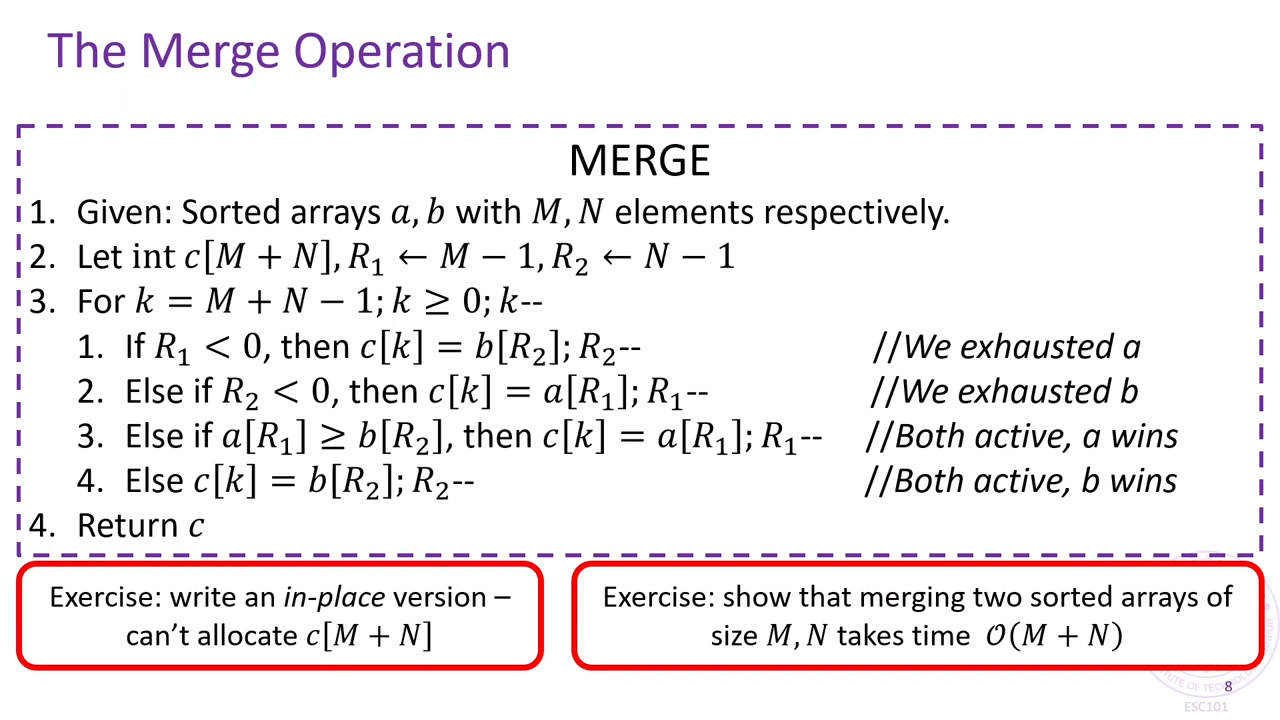 The Merge Operation
MERGE
1. Given: Sorted arrays a, b with M, N elements respectively.
2. Let int c[M + N], R₁ ← M − 1, R₂ ← N − 1
3. For k = M + N − 1; k ≥ 0; k--
1. If R₁ < 0, then c[k] = b[R₂]; R₂-- //We exhausted a
2. Else if R₂ < 0, then c[k] = a[R₁]; R₁-- //We exhausted b
3. Else if a[R₁] ≥ b[R₂], then c[k] = a[R₁]; R₁-- //Both active, a wins
4. Else c[k] = b[R₂]; R₂-- //Both active, b wins
4. Return c
Exercise: write an in-place version –
can’t allocate c[M + N]
Exercise: show that merging two sorted arrays of
size M, N takes time 𝒪(M + N)
8
ESC101